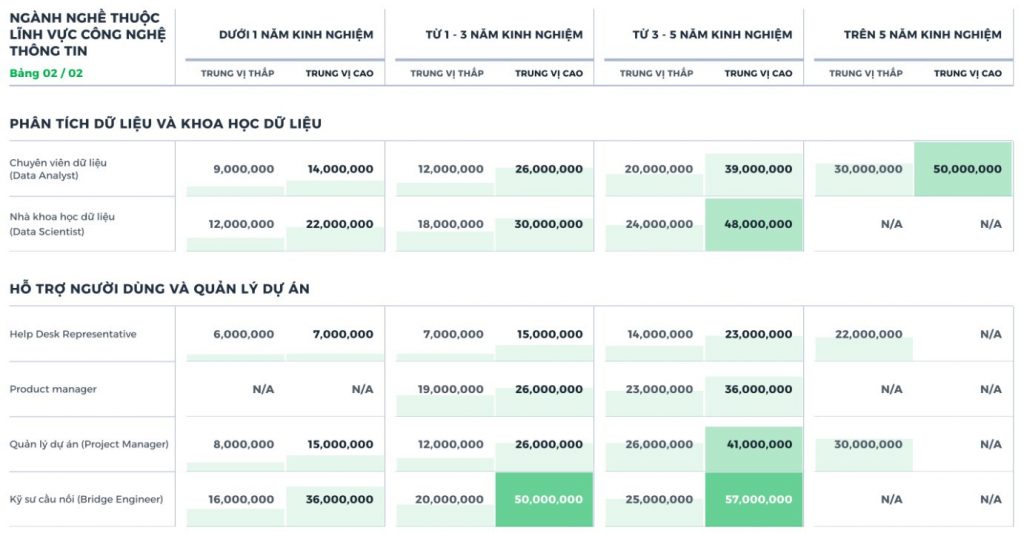 NGÀNH NGHỀ THUỘC
LĨNH VỰC CÔNG NGHỆ
THÔNG TIN
Bảng 02 / 02
DƯỚI 1 NĂM KINH NGHIỆM
TỪ 1 - 3 NĂM KINH NGHIỆM
TỪ 3 - 5 NĂM KINH NGHIỆM
TRÊN 5 NĂM KINH NGHIỆM
TRUNG VỊ THẤP TRUNG VỊ CAO TRUNG VỊ THẤP TRUNG VỊ CAO TRUNG VỊ THẤP TRUNG VỊ CAO TRUNG VỊ THẤP TRUNG VỊ CAO
PHÂN TÍCH DỮ LIỆU VÀ KHOA HỌC DỮ LIỆU
Chuyên viên dữ liệu
(Data Analyst)
9,000,000 14,000,000 12,000,000 26,000,000 20,000,000 39,000,000 30,000,000 50,000,000
Nhà khoa học dữ liệu
(Data Scientist)
12,000,000 22,000,000 18,000,000 30,000,000 24,000,000 48,000,000 N/A N/A
HỖ TRỢ NGƯỜI DÙNG VÀ QUẢN LÝ DỰ ÁN
Help Desk Representative 6,000,000 7,000,000 7,000,000 15,000,000 14,000,000 23,000,000 22,000,000 N/A
Product manager N/A N/A 19,000,000 26,000,000 23,000,000 36,000,000 N/A N/A
Quản lý dự án (Project Manager) 8,000,000 15,000,000 12,000,000 26,000,000 26,000,000 41,000,000 30,000,000 N/A
Kỹ sư cầu nối (Bridge Engineer) 16,000,000 36,000,000 20,000,000 50,000,000 25,000,000 57,000,000 N/A N/A